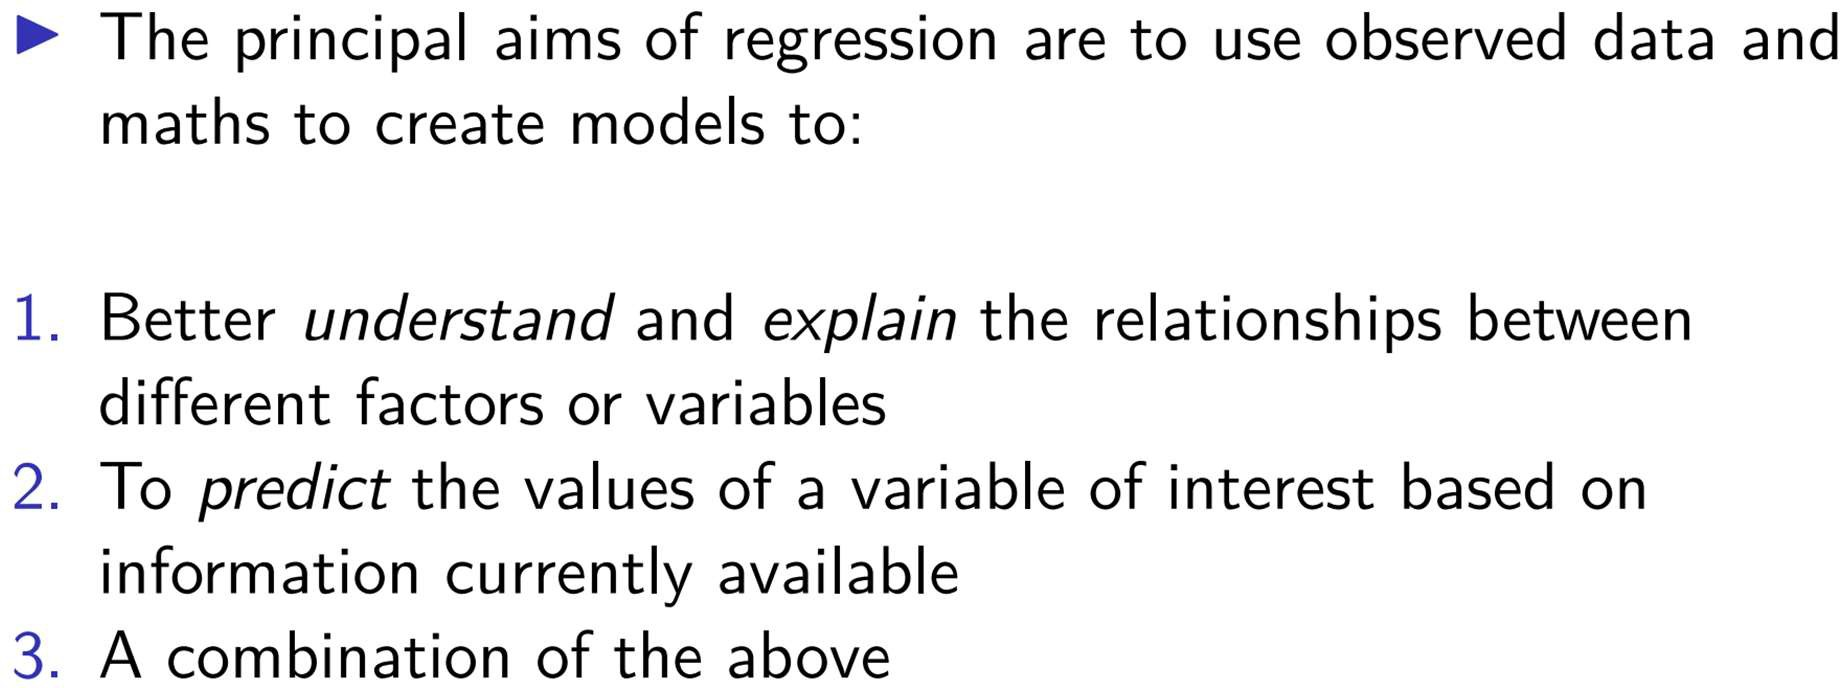 ▶ The principal aims of regression are to use observed data and
maths to create models to:
1. Better understand and explain the relationships between
different factors or variables
2. To predict the values of a variable of interest based on
information currently available
3. A combination of the above